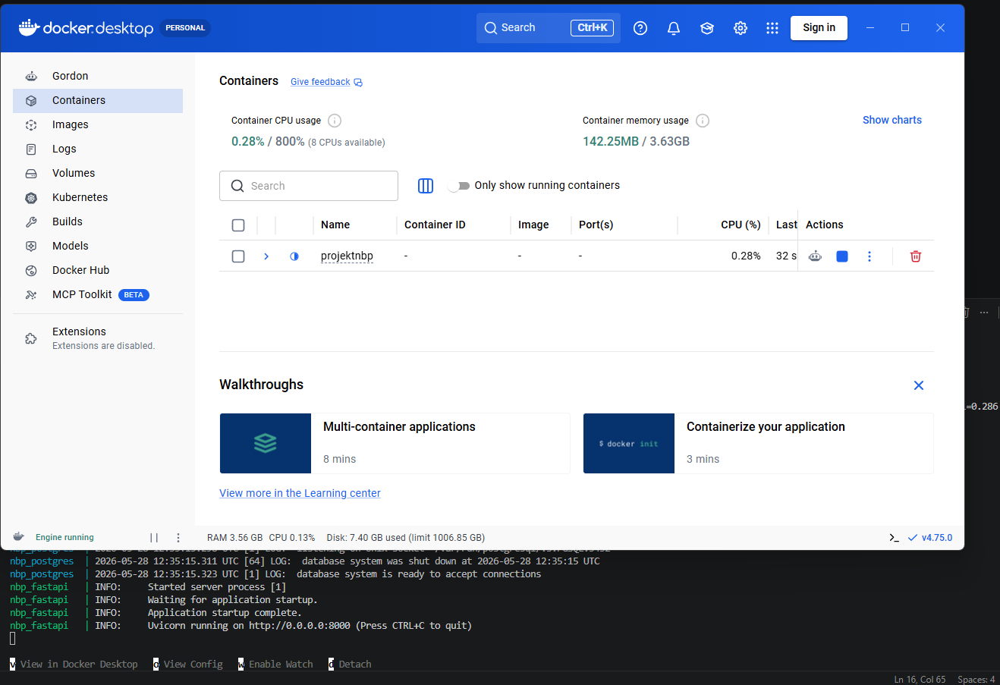 docker.desktop PERSONAL Search Ctrl+K Sign in
Gordon
Containers
Images
Logs
Volumes
Kubernetes
Builds
Models
Docker Hub
MCP Toolkit BETA
Extensions
Extensions are disabled.
Containers Give feedback
Container CPU usage
0.28% / 800% (8 CPUs available)
Container memory usage
142.25MB / 3.63GB
Show charts
Search
Only show running containers
Name Container ID Image Port(s) CPU (%) Last Actions
projektnbp - - - 0.28% 32 s
Walkthroughs
Multi-container applications
8 mins
$ docker init
Containerize your application
3 mins
View more in the Learning center
Engine running RAM 3.56 GB CPU 0.13% Disk: 7.40 GB used (limit 1006.85 GB) v4.75.0
=0.286
nbp_postgres | 2026-05-28 12:35:15.311 UTC [64] LOG: database system was shut down at 2026-05-28 12:35:15 UTC
nbp_postgres | 2026-05-28 12:35:15.323 UTC [1] LOG: database system is ready to accept connections
nbp_fastapi | INFO: Started server process [1]
nbp_fastapi | INFO: Waiting for application startup.
nbp_fastapi | INFO: Application startup complete.
nbp_fastapi | INFO: Uvicorn running on http://0.0.0.0:8000 (Press CTRL+C to quit)
v View in Docker Desktop o View Config w Enable Watch d Detach
Ln 16, Col 65 Spaces: 4